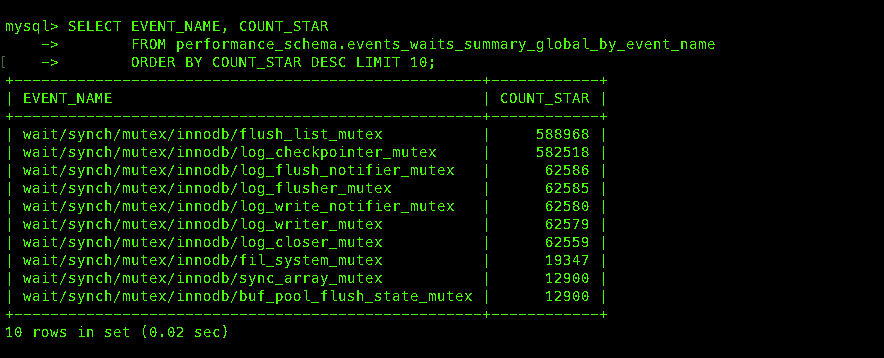 mysql> SELECT EVENT_NAME, COUNT_STAR
    ->         FROM performance_schema.events_waits_summary_global_by_event_name
[    ->         ORDER BY COUNT_STAR DESC LIMIT 10;
+----------------------------------------------------+------------+
| EVENT_NAME                                         | COUNT_STAR |
+----------------------------------------------------+------------+
| wait/synch/mutex/innodb/flush_list_mutex           |     588968 |
| wait/synch/mutex/innodb/log_checkpointer_mutex     |     582518 |
| wait/synch/mutex/innodb/log_flush_notifier_mutex   |      62586 |
| wait/synch/mutex/innodb/log_flusher_mutex          |      62585 |
| wait/synch/mutex/innodb/log_write_notifier_mutex   |      62580 |
| wait/synch/mutex/innodb/log_writer_mutex           |      62579 |
| wait/synch/mutex/innodb/log_closer_mutex           |      62559 |
| wait/synch/mutex/innodb/fil_system_mutex           |      19347 |
| wait/synch/mutex/innodb/sync_array_mutex           |      12900 |
| wait/synch/mutex/innodb/buf_pool_flush_state_mutex |      12900 |
+----------------------------------------------------+------------+
10 rows in set (0.02 sec)